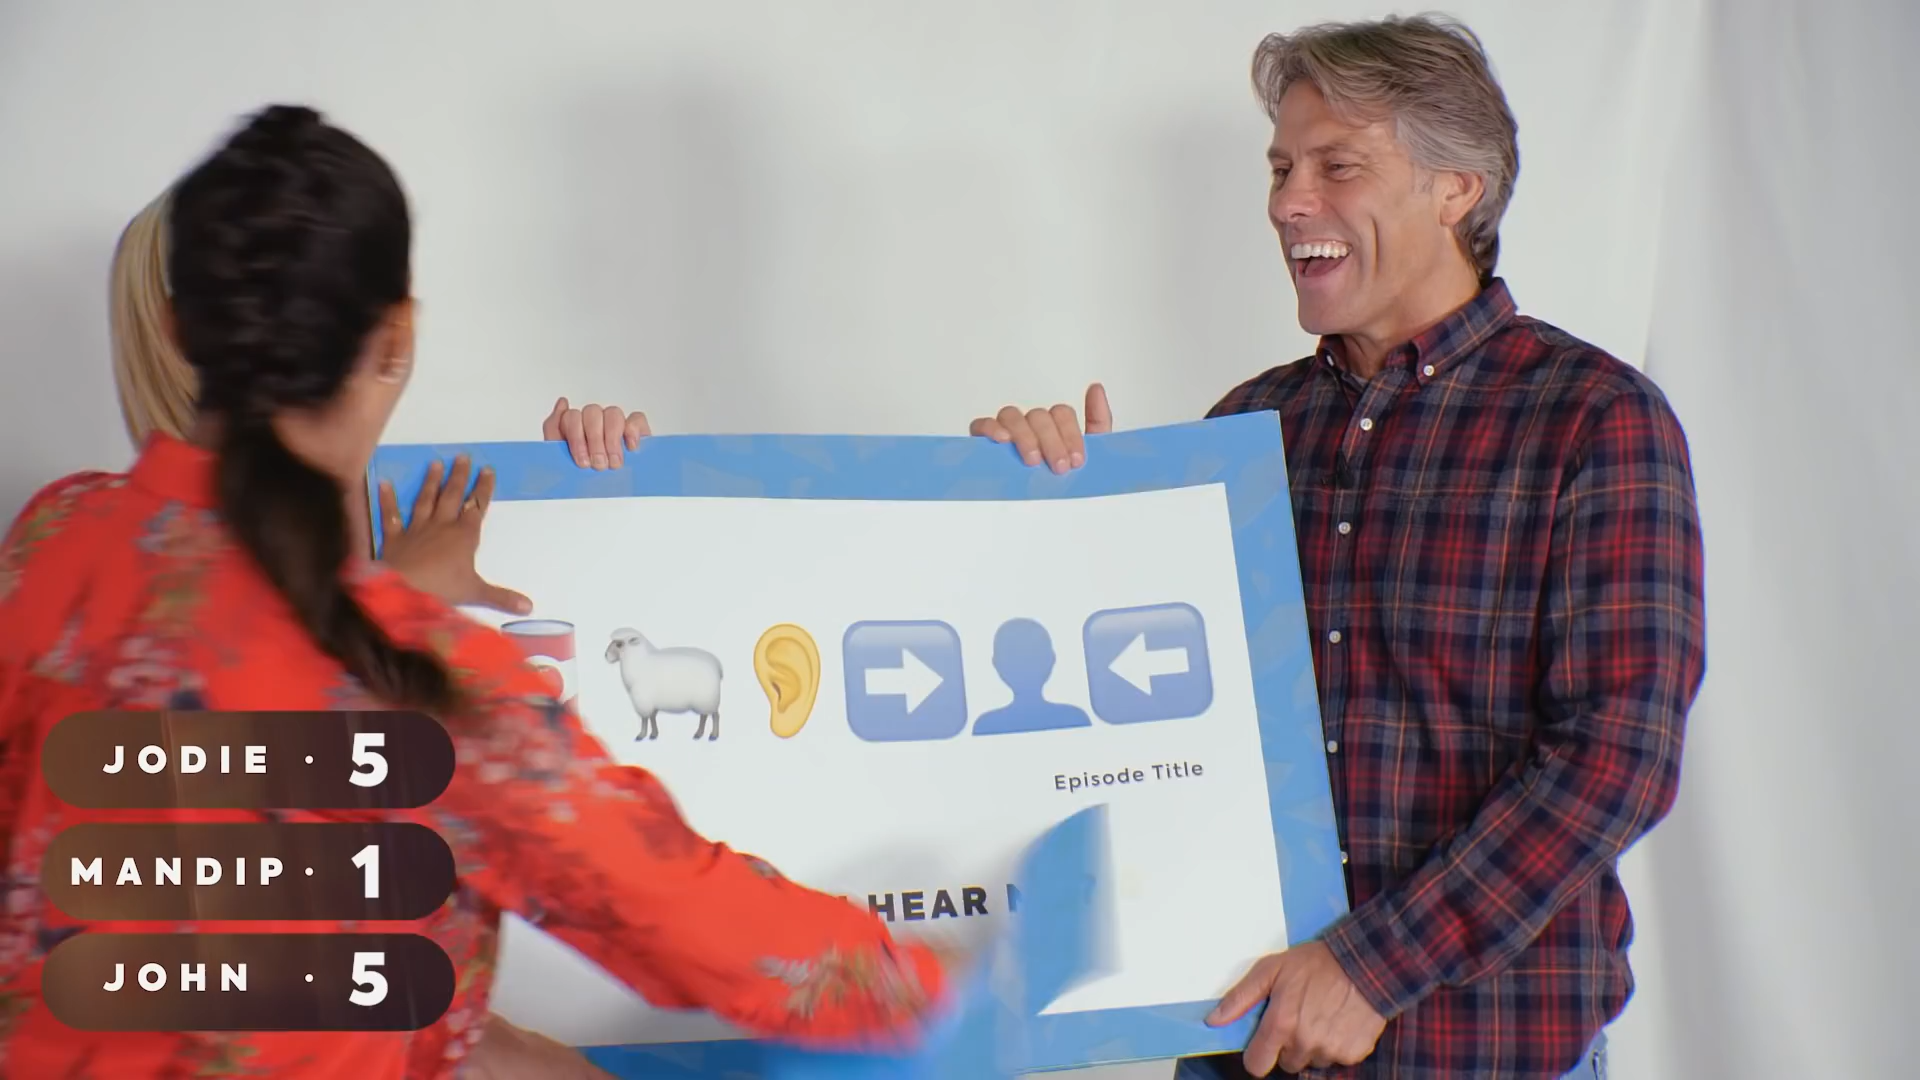 Episode Title
HEAR
JODIE · 5
MANDIP · 1
JOHN · 5